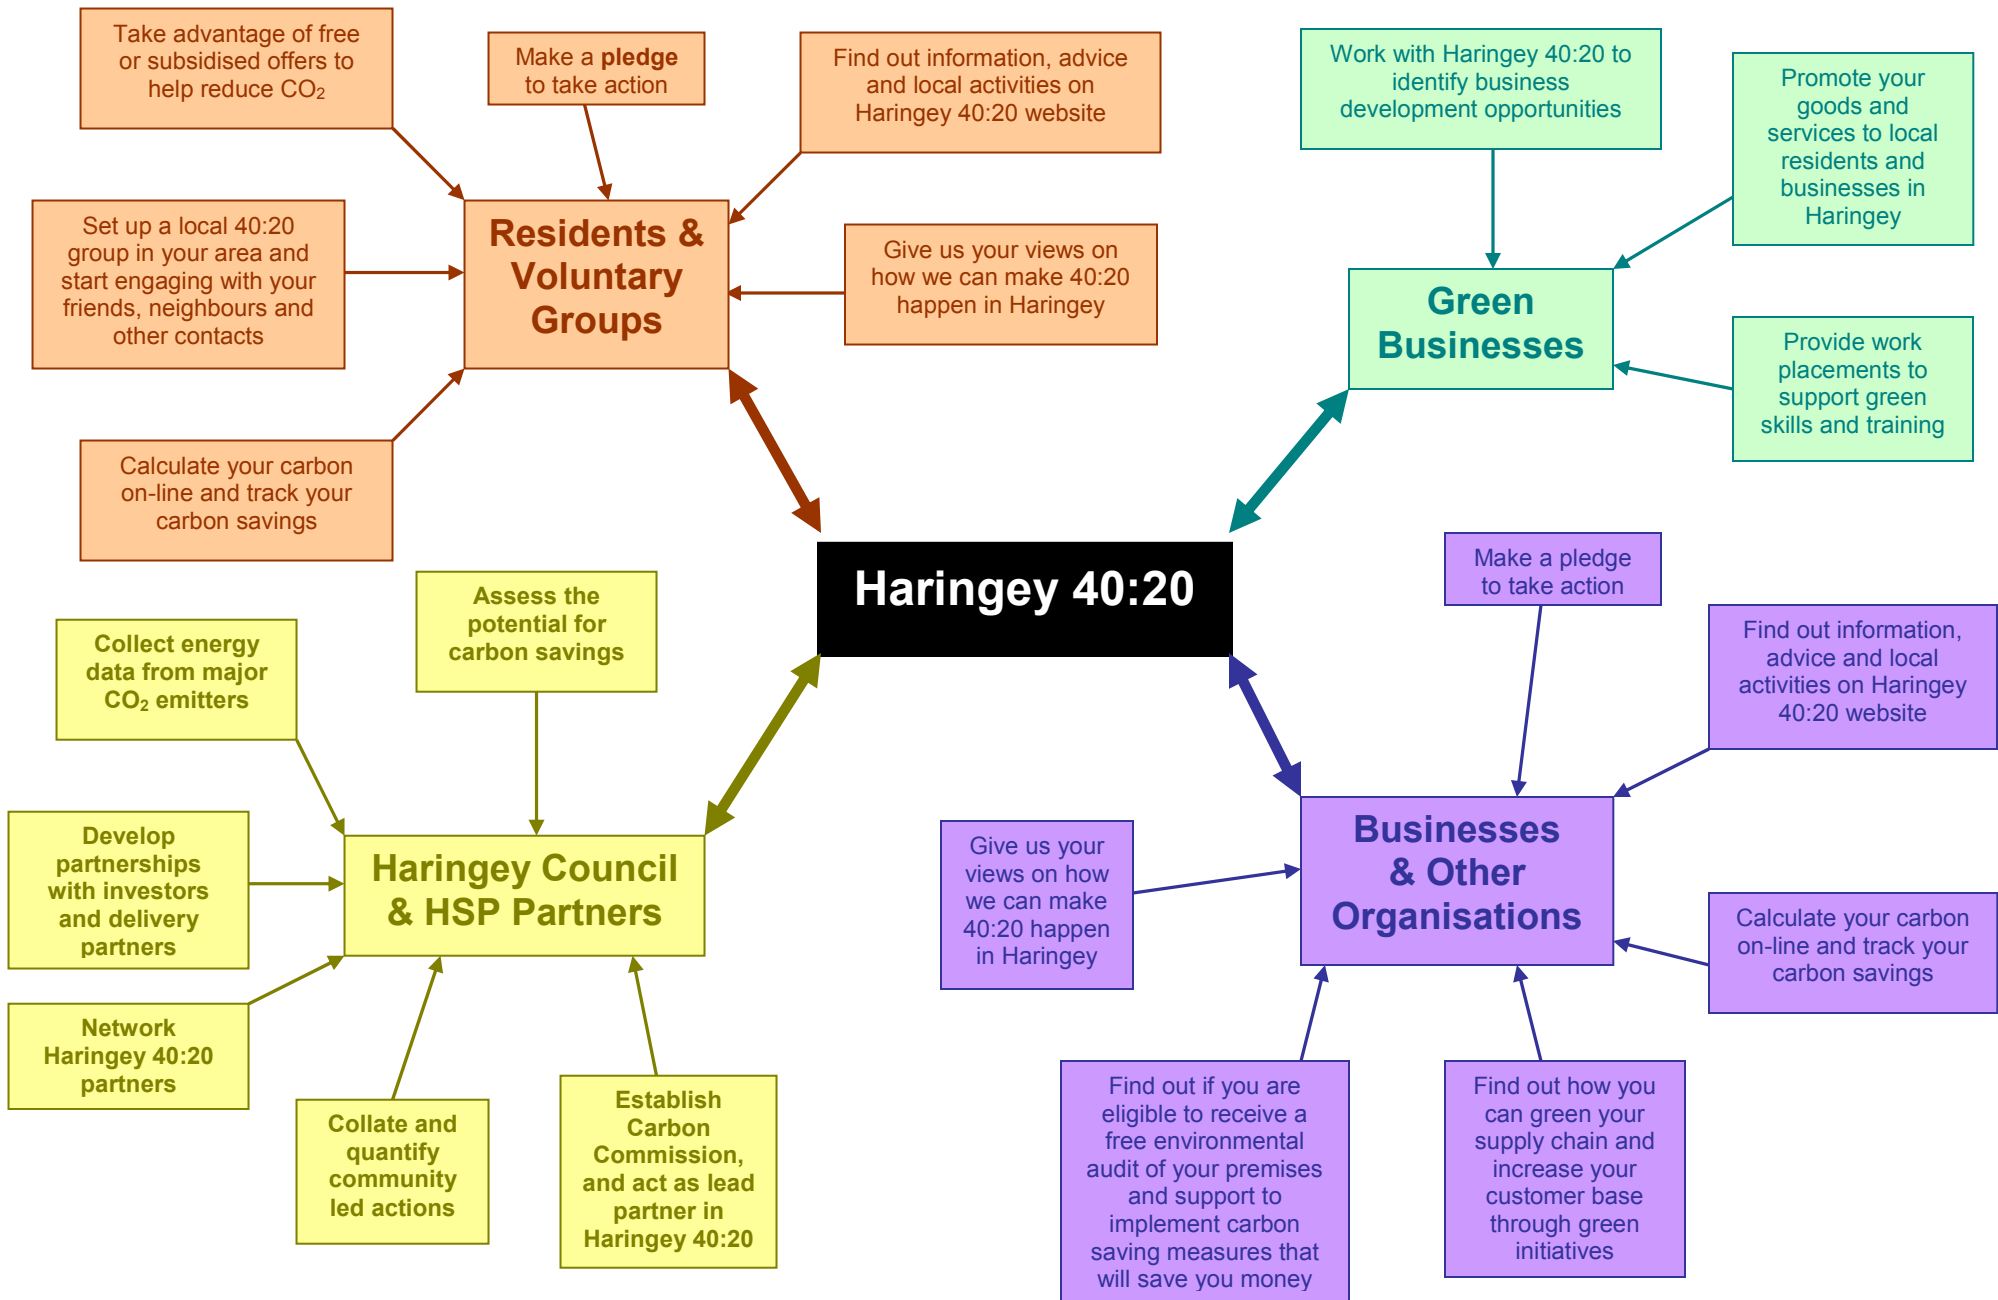 Take advantage of free
or subsidised offers to
help reduce CO₂
Make a pledge
to take action
Find out information, advice
and local activities on
Haringey 40:20 website
Set up a local 40:20
group in your area and
start engaging with your
friends, neighbours and
other contacts
Residents &
Voluntary
Groups
Give us your views on
how we can make 40:20
happen in Haringey
Calculate your carbon
on-line and track your
carbon savings
Work with Haringey 40:20 to
identify business
development opportunities
Promote your
goods and
services to local
residents and
businesses in
Haringey
Green
Businesses
Provide work
placements to
support green
skills and training
Haringey 40:20
Assess the
potential for
carbon savings
Collect energy
data from major
CO₂ emitters
Develop
partnerships
with investors
and delivery
partners
Haringey Council
& HSP Partners
Network
Haringey 40:20
partners
Collate and
quantify
community
led actions
Establish
Carbon
Commission,
and act as lead
partner in
Haringey 40:20
Make a pledge
to take action
Find out information,
advice and local
activities on Haringey
40:20 website
Give us your
views on how
we can make
40:20 happen
in Haringey
Businesses
& Other
Organisations
Calculate your carbon
on-line and track your
carbon savings
Find out if you are
eligible to receive a
free environmental
audit of your premises
and support to
implement carbon
saving measures that
will save you money
Find out how you
can green your
supply chain and
increase your
customer base
through green
initiatives